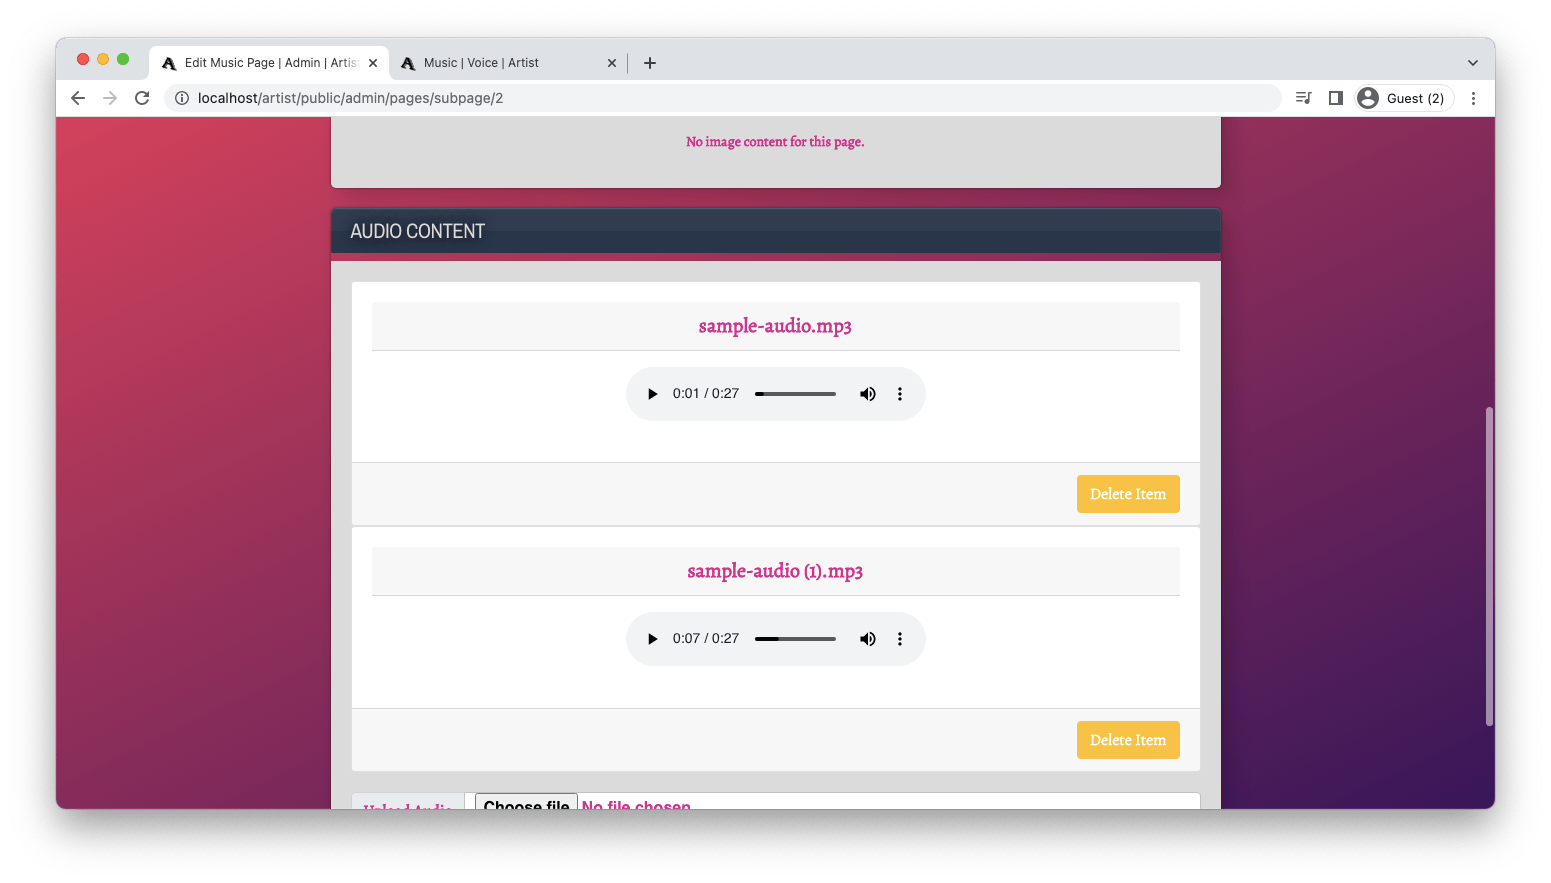 Edit Music Page | Admin | Artis
Music | Voice | Artist
localhost/artist/public/admin/pages/subpage/2
Guest (2)
No image content for this page.
AUDIO CONTENT
sample-audio.mp3
0:01 / 0:27
Delete Item
sample-audio (1).mp3
0:07 / 0:27
Delete Item
Upload Audio Choose file No file chosen